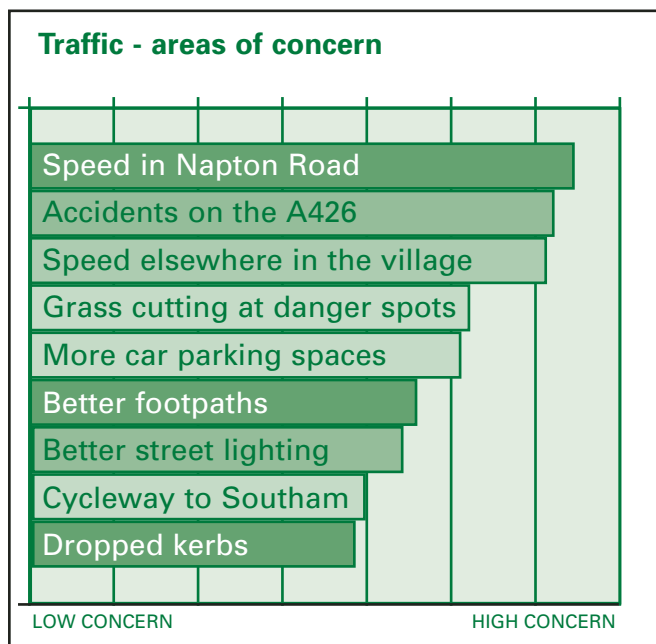 Traffic - areas of concern
Speed in Napton Road
Accidents on the A426
Speed elsewhere in the village
Grass cutting at danger spots
More car parking spaces
Better footpaths
Better street lighting
Cycleway to Southam
Dropped kerbs
LOW CONCERN HIGH CONCERN